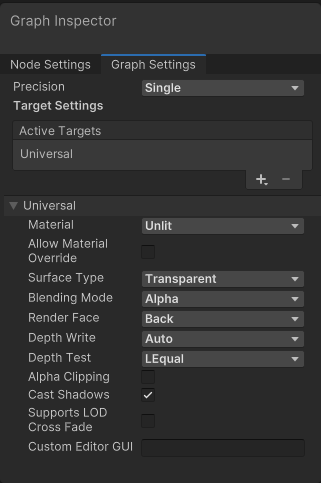 Graph Inspector
Node Settings Graph Settings
Precision Single
Target Settings
Active Targets
Universal
+ −
Universal
Material Unlit
Allow Material
Override
Surface Type Transparent
Blending Mode Alpha
Render Face Back
Depth Write Auto
Depth Test LEqual
Alpha Clipping
Cast Shadows
Supports LOD
Cross Fade
Custom Editor GUI